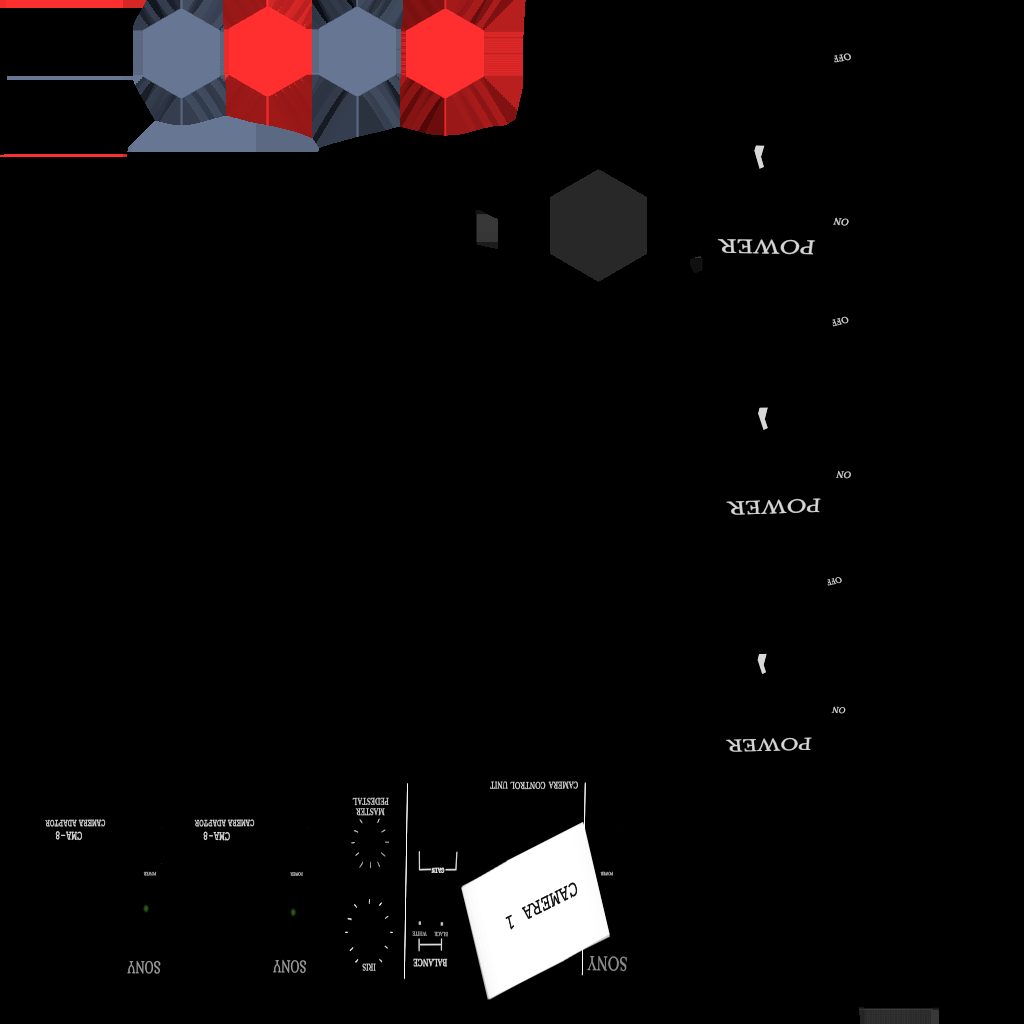 OFF
ON
POWER
OFF
ON
POWER
OFF
ON
POWER
CAMERA CONTROL UNIT
MASTER
PEDESTAL
CAMERA ADAPTOR
CMA-8
CAMERA ADAPTOR
CMA-8
GAIN
POWER
POWER
POWER
CAMERA 1
WHITE
BLACK
BALANCE
IRIS
SONY
SONY
SONY